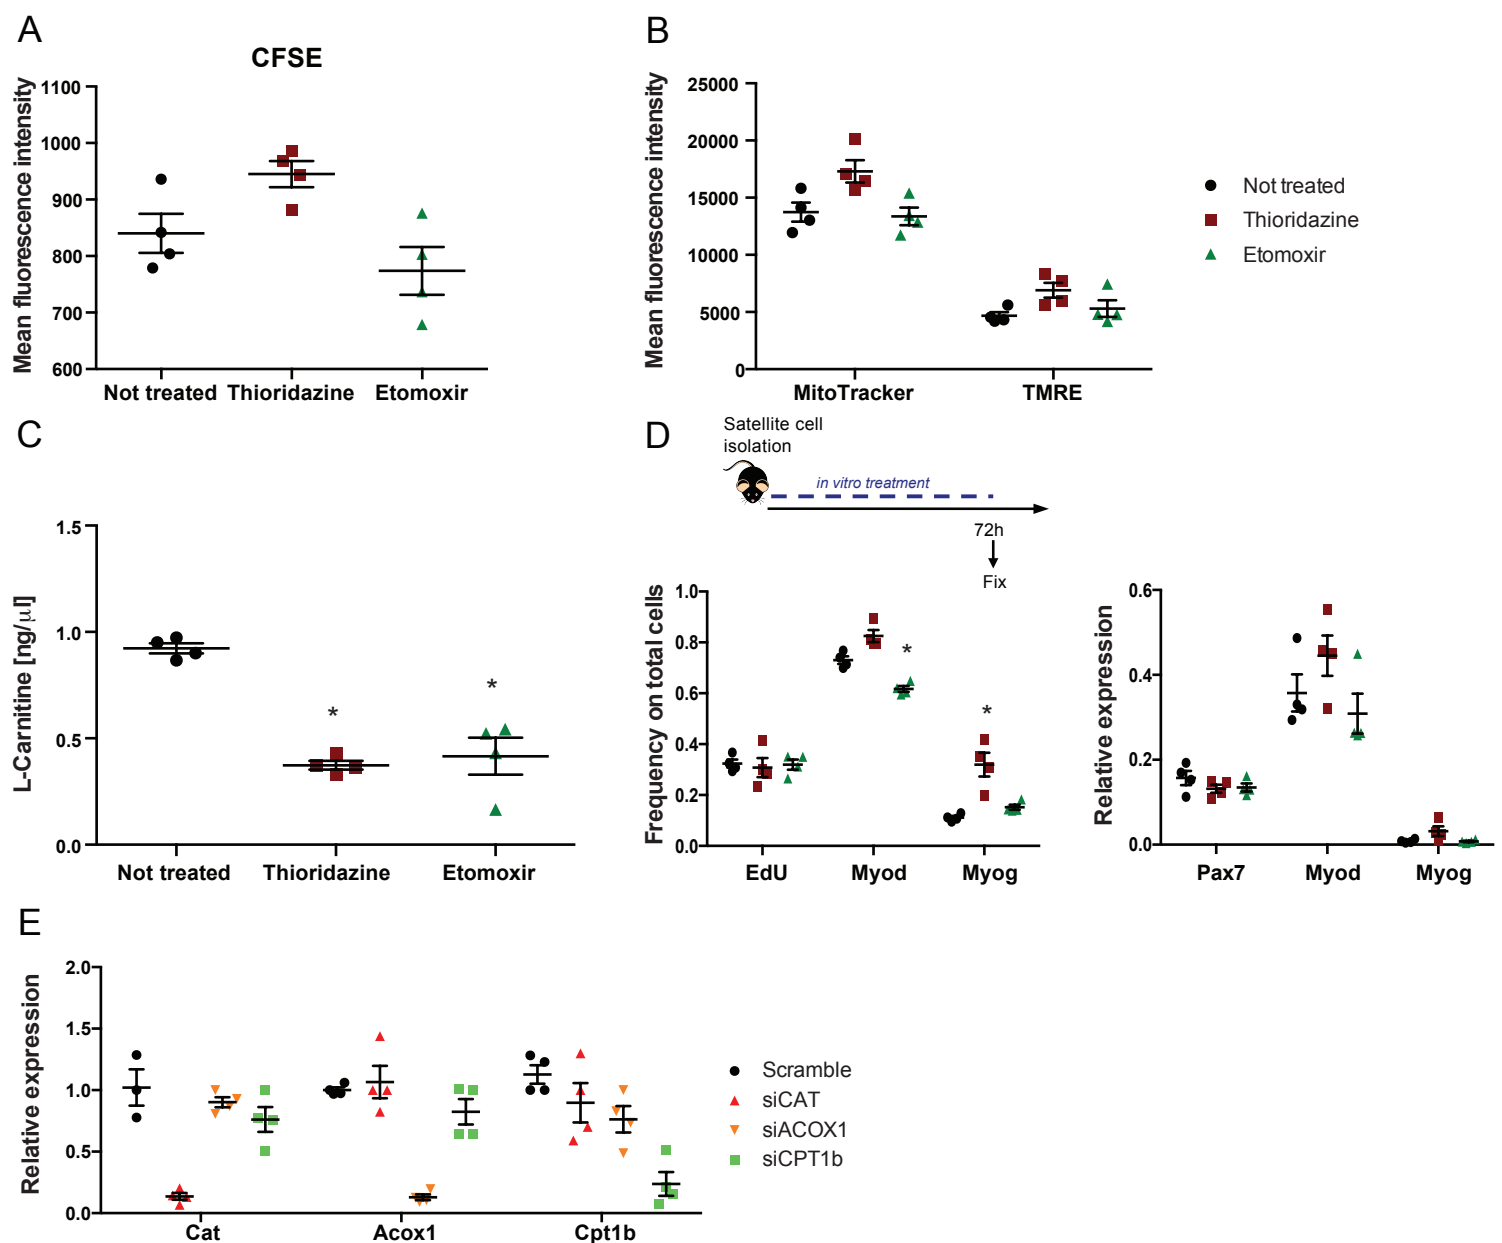 A
CFSE
Mean fluorescence intensity
1100
1000
900
800
700
600
Not treated Thioridazine Etomoxir
B
Mean fluorescence intensity
25000
20000
15000
10000
5000
0
MitoTracker TMRE
Not treated
Thioridazine
Etomoxir
C
L-Carnitine [ng/μl]
1.5
1.0
0.5
0.0
* *
Not treated Thioridazine Etomoxir
D
Satellite cell
isolation
in vitro treatment
72h
Fix
Frequency on total cells
1.0
0.8
0.6
0.4
0.2
0.0
* *
EdU Myod Myog
Relative expression
0.6
0.4
0.2
0.0
Pax7 Myod Myog
E
Relative expression
2.0
1.5
1.0
0.5
0.0
Cat Acox1 Cpt1b
Scramble
siCAT
siACOX1
siCPT1b